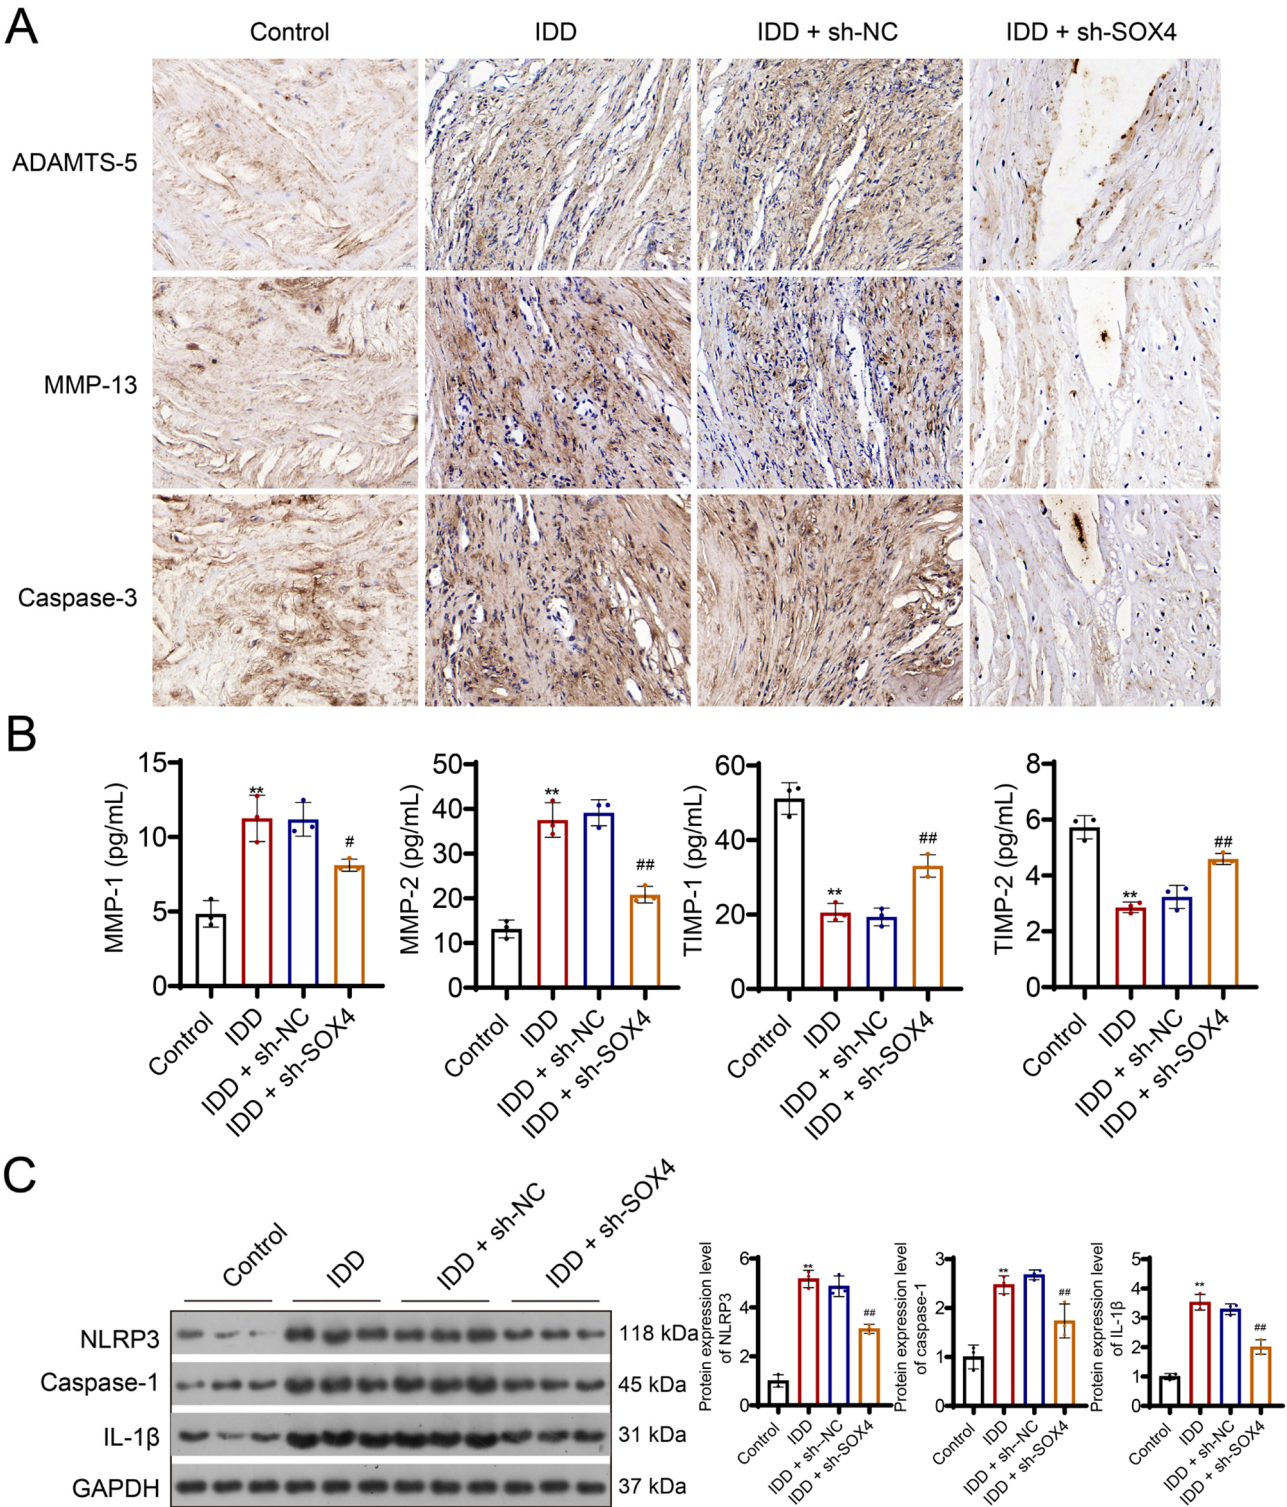 A
Control
IDD
IDD + sh-NC
IDD + sh-SOX4
ADAMTS-5
MMP-13
Caspase-3
B
MMP-1 (pg/mL)
15
10
5
0
**
#
Control
IDD
IDD + sh-NC
IDD + sh-SOX4
MMP-2 (pg/mL)
50
40
30
20
10
0
**
##
Control
IDD
IDD + sh-NC
IDD + sh-SOX4
TIMP-1 (pg/mL)
60
40
20
0
**
##
Control
IDD
IDD + sh-NC
IDD + sh-SOX4
TIMP-2 (pg/mL)
8
6
4
2
0
**
##
Control
IDD
IDD + sh-NC
IDD + sh-SOX4
C
Control
IDD
IDD + sh-NC
IDD + sh-SOX4
NLRP3
118 kDa
Caspase-1
45 kDa
IL-1β
31 kDa
GAPDH
37 kDa
Protein expression level
of NLRP3
6
4
2
0
**
##
Control
IDD
IDD + sh-NC
IDD + sh-SOX4
Protein expression level
of caspase-1
3
2
1
0
**
##
Control
IDD
IDD + sh-NC
IDD + sh-SOX4
Protein expression level
of IL-1β
5
4
3
2
1
0
**
##
Control
IDD
IDD + sh-NC
IDD + sh-SOX4